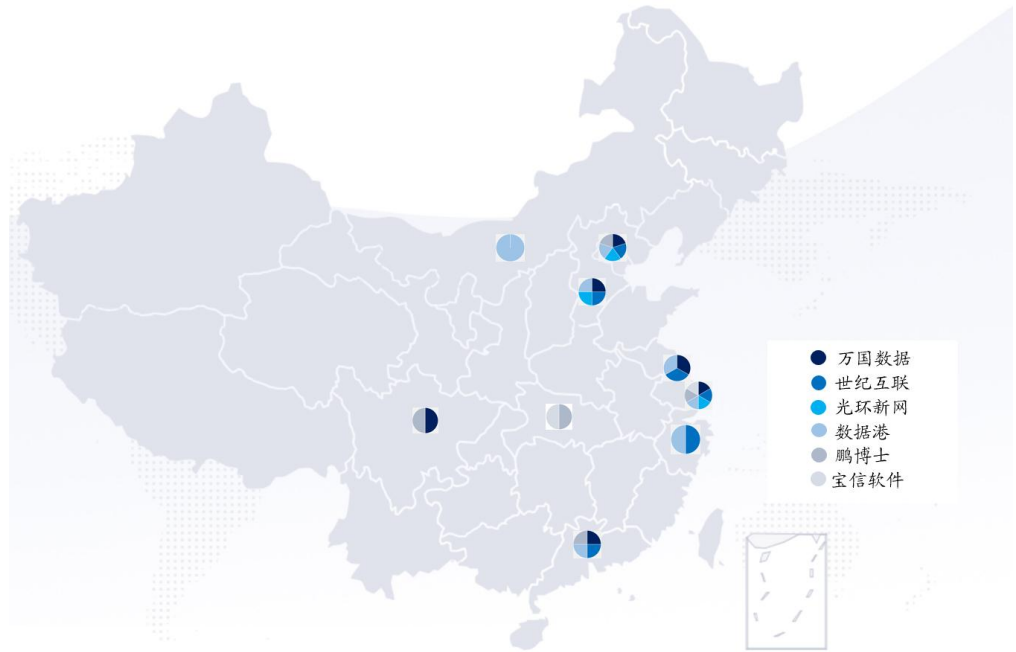 万国数据
世纪互联
光环新网
数据港
鹏博士
宝信软件